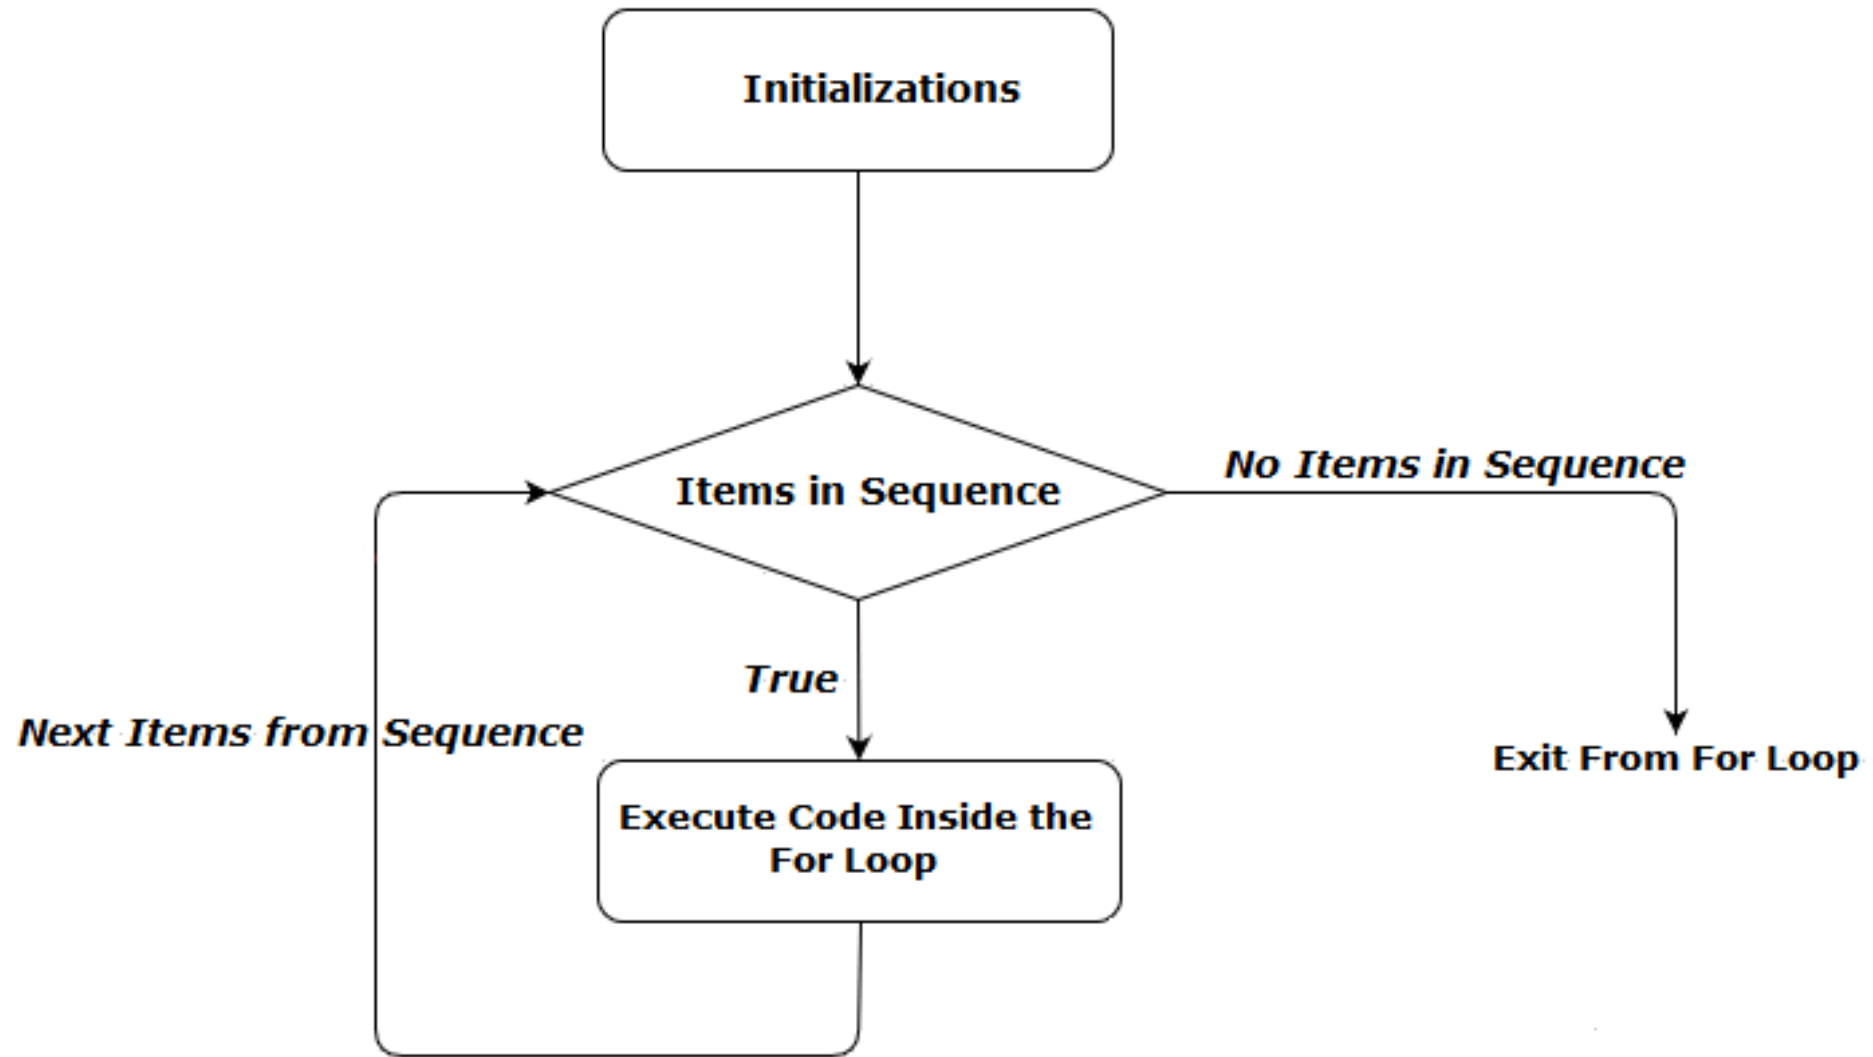 Initializations
No Items in Sequence
Items in Sequence
True
Next Items from Sequence
Exit From For Loop
Execute Code Inside the
For Loop